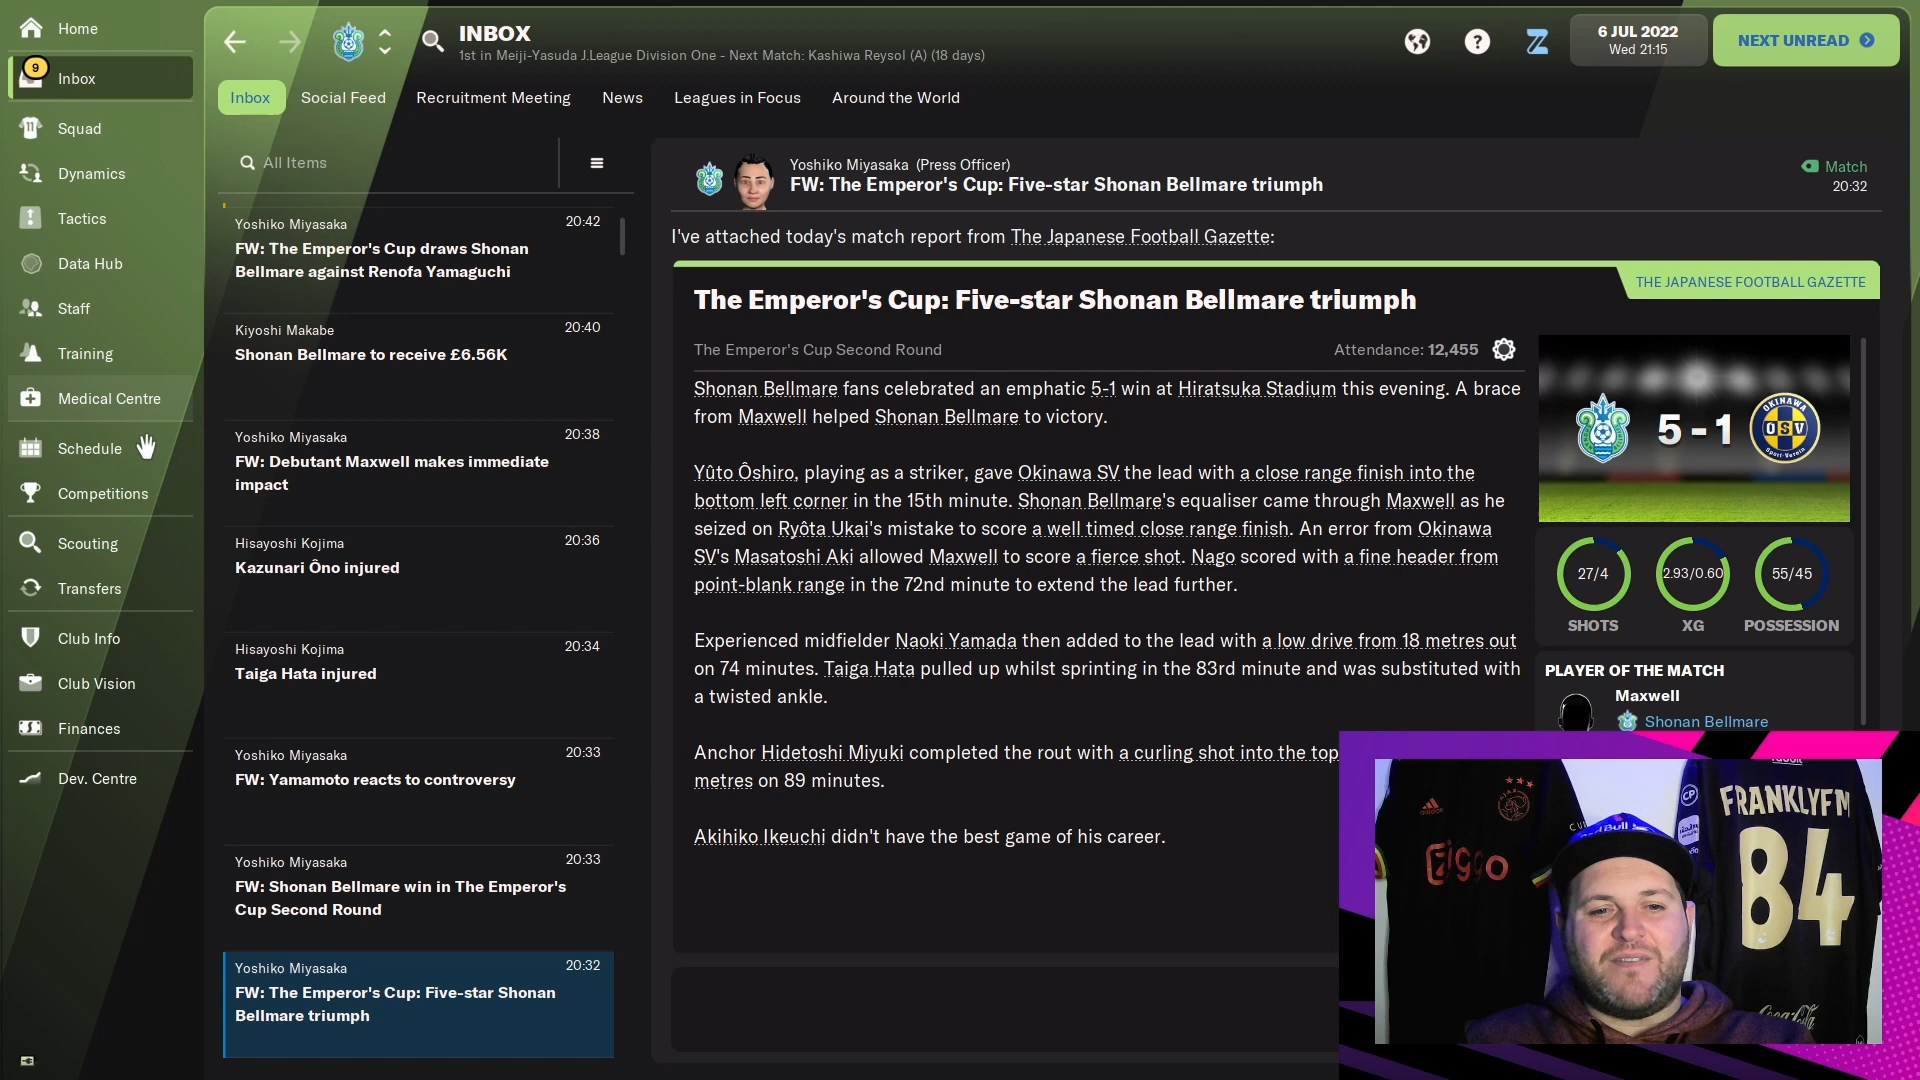 Home
9
Inbox
Squad
Dynamics
Tactics
Data Hub
Staff
Training
Medical Centre
Schedule
Competitions
Scouting
Transfers
Club Info
Club Vision
Finances
Dev. Centre
INBOX
1st in Meiji-Yasuda J.League Division One - Next Match: Kashiwa Reysol (A) (18 days)
6 JUL 2022
Wed 21:15
NEXT UNREAD
Inbox Social Feed Recruitment Meeting News Leagues in Focus Around the World
All Items
Yoshiko Miyasaka 20:42
FW: The Emperor's Cup draws Shonan
Bellmare against Renofa Yamaguchi
Kiyoshi Makabe 20:40
Shonan Bellmare to receive £6.56K
Yoshiko Miyasaka 20:38
FW: Debutant Maxwell makes immediate
impact
Hisayoshi Kojima 20:36
Kazunari Ôno injured
Hisayoshi Kojima 20:34
Taiga Hata injured
Yoshiko Miyasaka 20:33
FW: Yamamoto reacts to controversy
Yoshiko Miyasaka 20:33
FW: Shonan Bellmare win in The Emperor's
Cup Second Round
Yoshiko Miyasaka 20:32
FW: The Emperor's Cup: Five-star Shonan
Bellmare triumph
Yoshiko Miyasaka (Press Officer)
FW: The Emperor's Cup: Five-star Shonan Bellmare triumph
Match
20:32
I've attached today's match report from The Japanese Football Gazette:
THE JAPANESE FOOTBALL GAZETTE
The Emperor's Cup: Five-star Shonan Bellmare triumph
The Emperor's Cup Second Round Attendance: 12,455
Shonan Bellmare fans celebrated an emphatic 5-1 win at Hiratsuka Stadium this evening. A brace
from Maxwell helped Shonan Bellmare to victory.
Yûto Ôshiro, playing as a striker, gave Okinawa SV the lead with a close range finish into the
bottom left corner in the 15th minute. Shonan Bellmare's equaliser came through Maxwell as he
seized on Ryôta Ukai's mistake to score a well timed close range finish. An error from Okinawa
SV's Masatoshi Aki allowed Maxwell to score a fierce shot. Nago scored with a fine header from
point-blank range in the 72nd minute to extend the lead further.
Experienced midfielder Naoki Yamada then added to the lead with a low drive from 18 metres out
on 74 minutes. Taiga Hata pulled up whilst sprinting in the 83rd minute and was substituted with
a twisted ankle.
Anchor Hidetoshi Miyuki completed the rout with a curling shot into the top
metres on 89 minutes.
Akihiko Ikeuchi didn't have the best game of his career.
5 - 1
OKINAWA
OSV
Sport-Verein
27/4 2.93/0.60 55/45
SHOTS XG POSSESSION
PLAYER OF THE MATCH
Maxwell
Shonan Bellmare
adidas
Ziggo
Red Bull
CP
FRANKLYFM
84
Coca-Cola